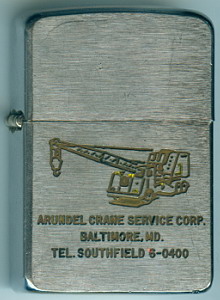 ARUNDEL CRANE SERVICE CORP.
BALTIMORE, MD.
TEL. SOUTHFIELD 6-0400